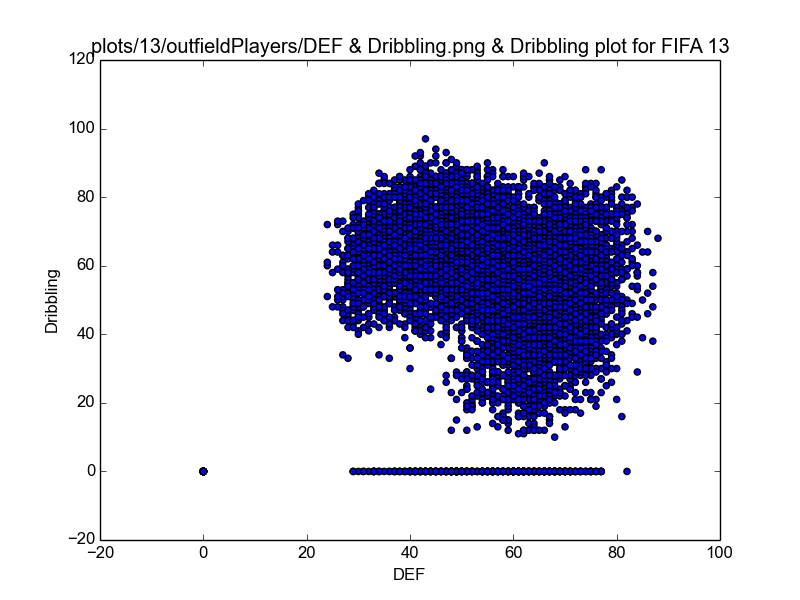 plots/13/outfieldPlayers/DEF & Dribbling.png & Dribbling plot for FIFA 13
120
100
80
60
40
20
0
−20
Dribbling
−20 0 20 40 60 80 100
DEF